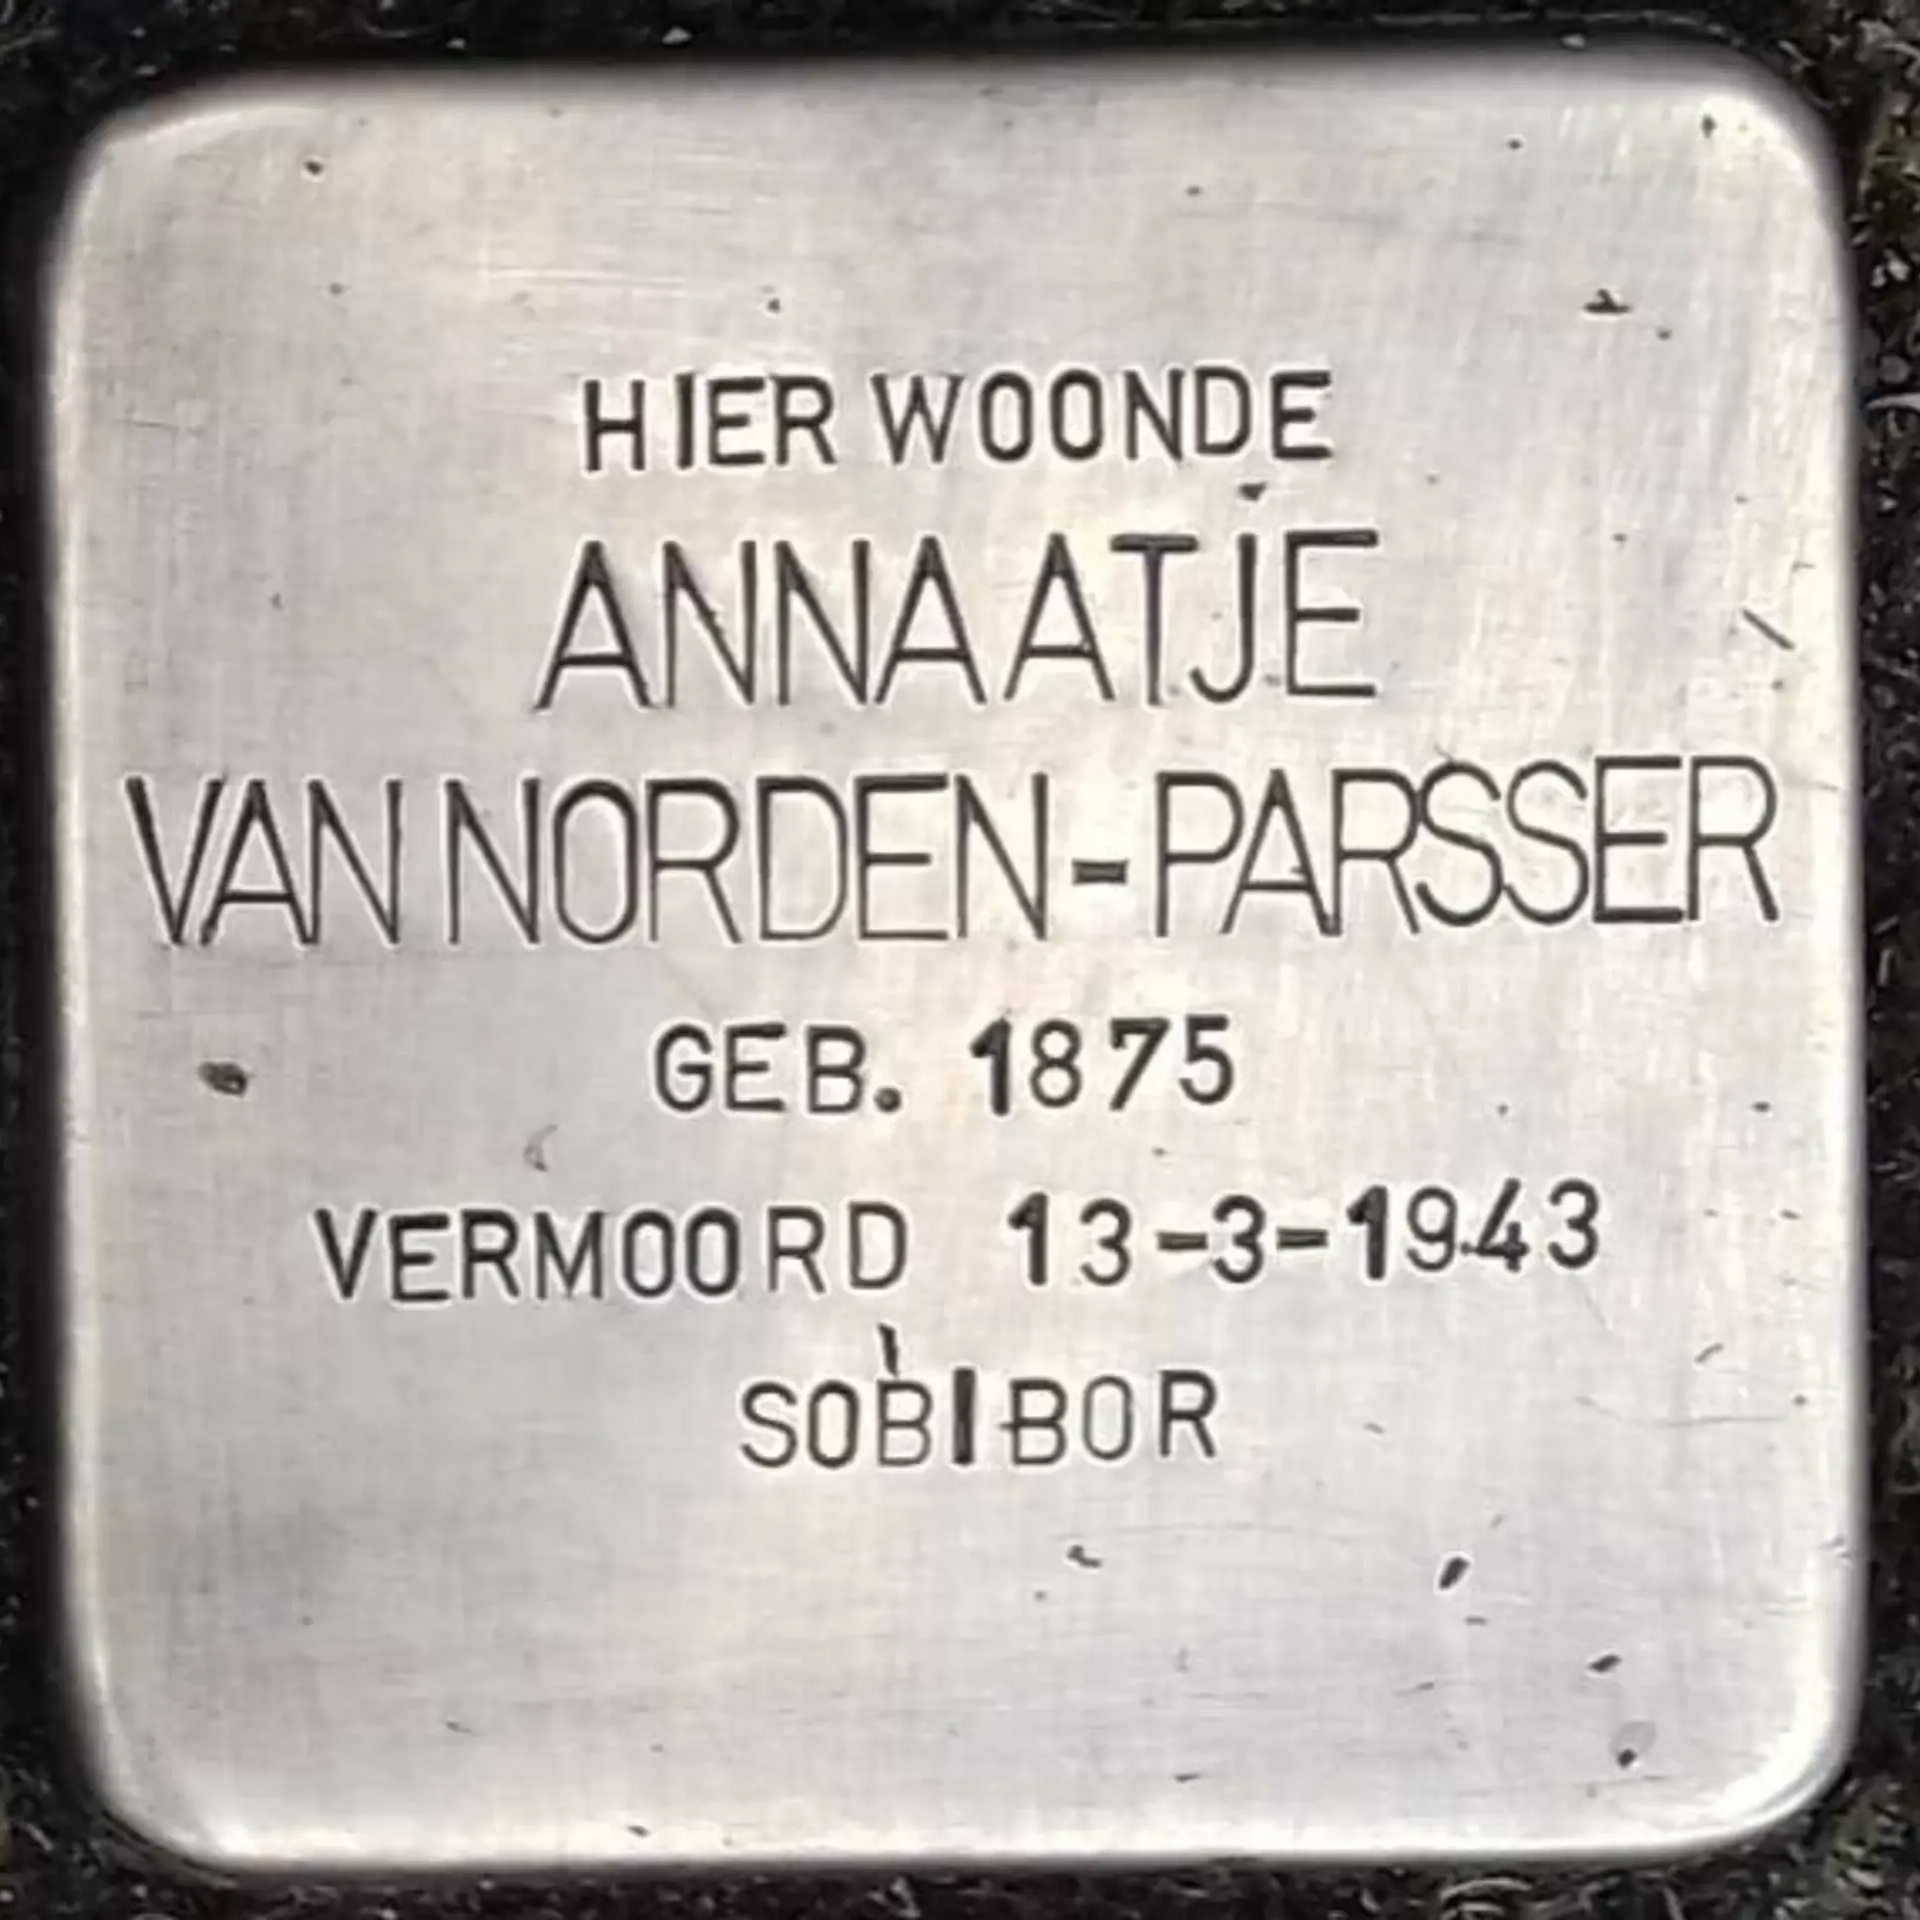 HIER WOONDE
ANNAATJE
VAN NORDEN-PARSSER
GEB. 1875
VERMOORD 13-3-1943
SOBIBOR